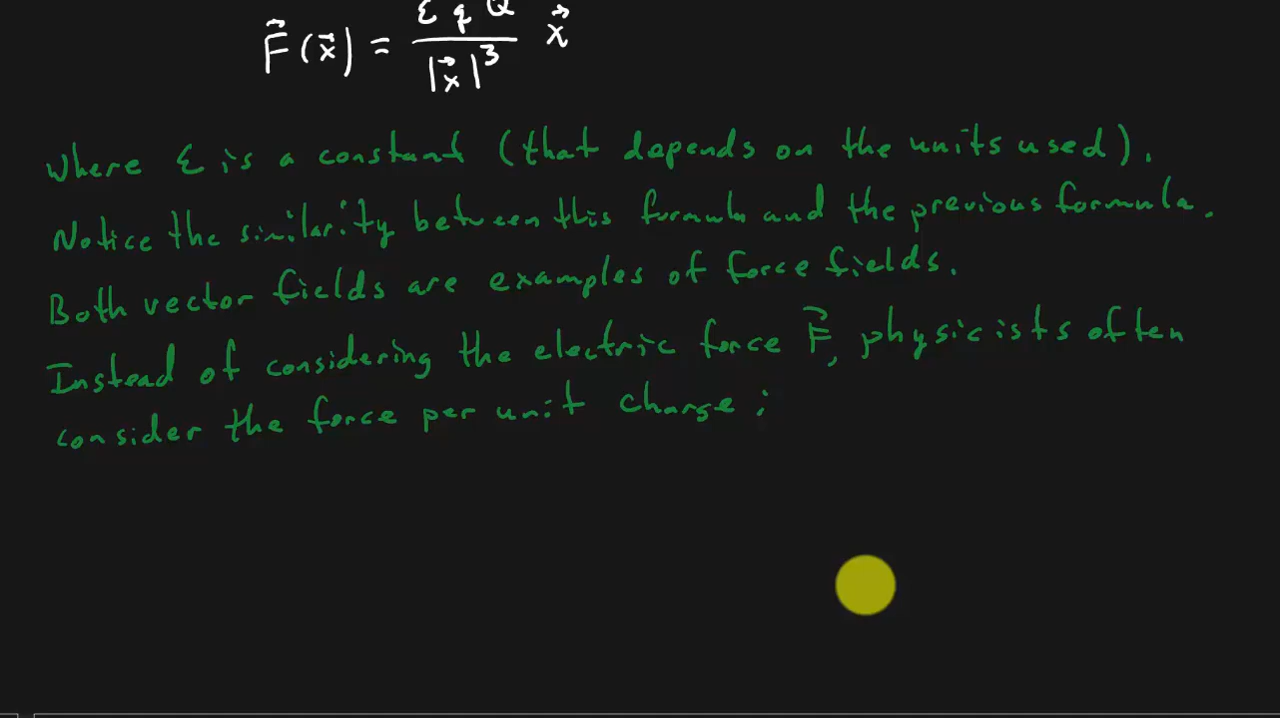 F⃗(x⃗) = ε q Q / |x⃗|³ x⃗
Where ε is a constant (that depends on the units used).
Notice the similarity between this formula and the previous formula.
Both vector fields are examples of force fields.
Instead of considering the electric force F⃗, physicists often
consider the force per unit charge: